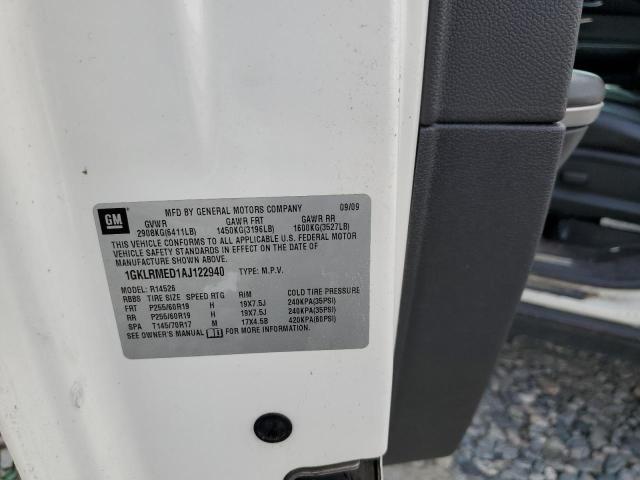 GM
MFD BY GENERAL MOTORS COMPANY 09/09
GVWR GAWR FRT GAWR RR
2908KG(6411LB) 1450KG(3196LB) 1600KG(3527LB)
THIS VEHICLE CONFORMS TO ALL APPLICABLE U.S. FEDERAL MOTOR
VEHICLE SAFETY STANDARDS IN EFFECT ON THE DATE OF
MANUFACTURE SHOWN ABOVE.
1GKLRMED1AJ122940 TYPE: M.P.V.
MODEL: R14526
RBBS TIRE SIZE SPEED RTG RIM COLD TIRE PRESSURE
FRT P255/60R19 H 19X7.5J 240KPA(35PSI)
RR P255/60R19 H 19X7.5J 240KPA(35PSI)
SPA T145/70R17 M 17X4.5B 420KPA(60PSI)
SEE OWNER'S MANUAL FOR MORE INFORMATION.